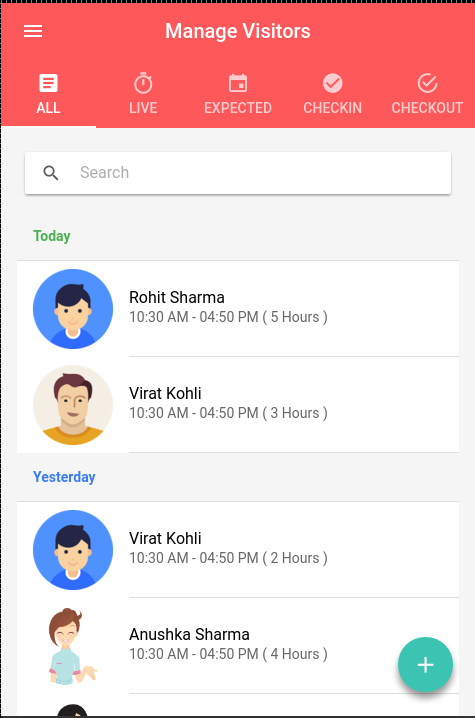 Manage Visitors
ALL LIVE EXPECTED CHECKIN CHECKOUT
Search
Today
Rohit Sharma
10:30 AM - 04:50 PM ( 5 Hours )
Virat Kohli
10:30 AM - 04:50 PM ( 3 Hours )
Yesterday
Virat Kohli
10:30 AM - 04:50 PM ( 2 Hours )
Anushka Sharma
10:30 AM - 04:50 PM ( 4 Hours )